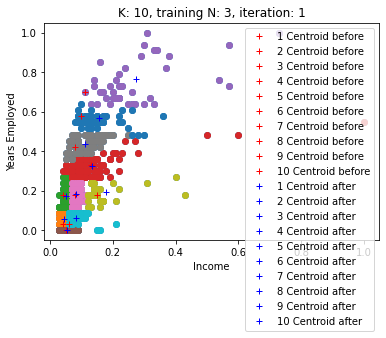 K: 10, training N: 3, iteration: 1
Years Employed
1.0
0.8
0.6
0.4
0.2
0.0
0.0 0.2 0.4 0.6 0.8 1.0
Income
1 Centroid before
2 Centroid before
3 Centroid before
4 Centroid before
5 Centroid before
6 Centroid before
7 Centroid before
8 Centroid before
9 Centroid before
10 Centroid before
1 Centroid after
2 Centroid after
3 Centroid after
4 Centroid after
5 Centroid after
6 Centroid after
7 Centroid after
8 Centroid after
9 Centroid after
10 Centroid after